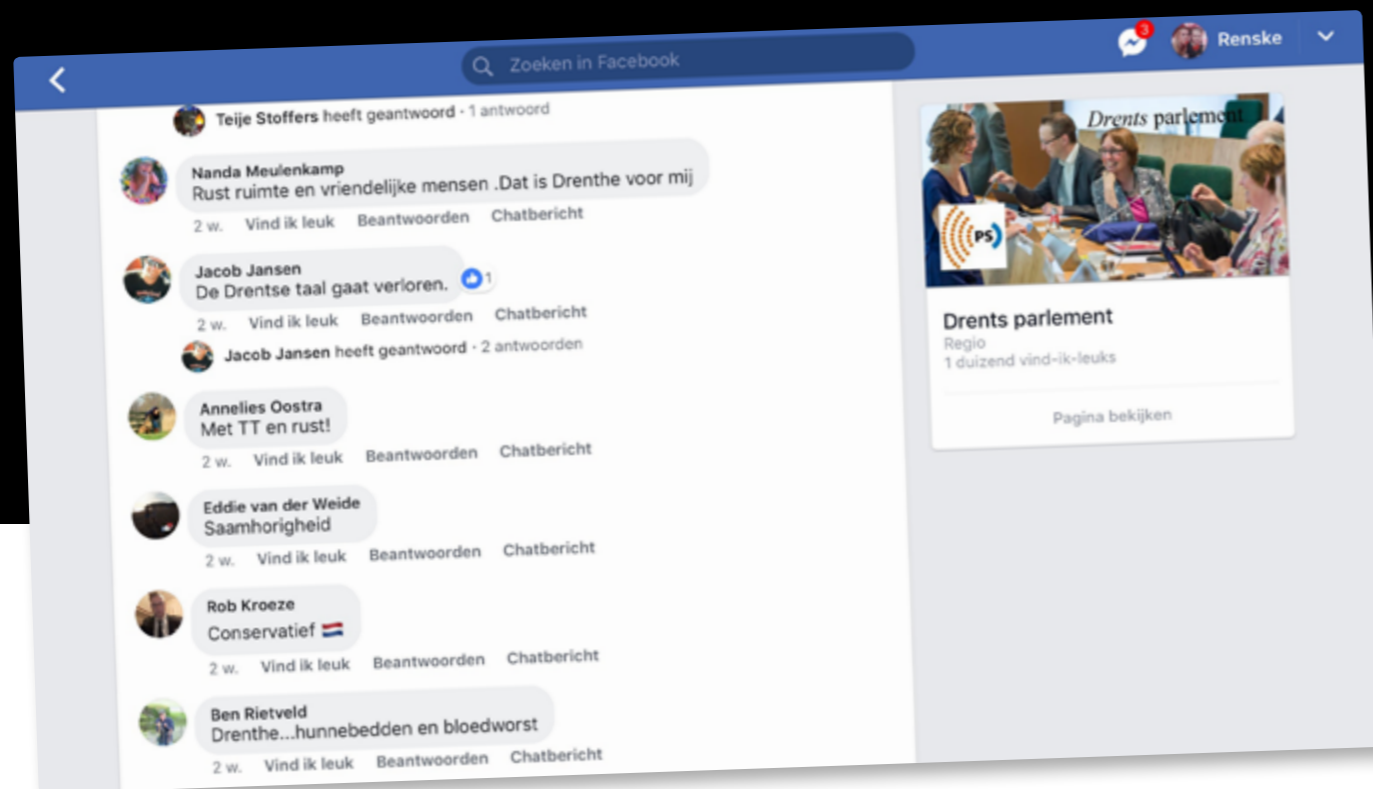 Zoeken in Facebook
3
Renske
Teije Stoffers heeft geantwoord · 1 antwoord
Nanda Meulenkamp
Rust ruimte en vriendelijke mensen .Dat is Drenthe voor mij
2 w. Vind ik leuk Beantwoorden Chatbericht
Jacob Jansen
De Drentse taal gaat verloren. 1
2 w. Vind ik leuk Beantwoorden Chatbericht
Jacob Jansen heeft geantwoord · 2 antwoorden
Annelies Oostra
Met TT en rust!
2 w. Vind ik leuk Beantwoorden Chatbericht
Eddie van der Weide
Saamhorigheid
2 w. Vind ik leuk Beantwoorden Chatbericht
Rob Kroeze
Conservatief 🇳🇱
2 w. Vind ik leuk Beantwoorden Chatbericht
Ben Rietveld
Drenthe...hunnebedden en bloedworst
2 w. Vind ik leuk Beantwoorden Chatbericht
Drents parlement
PS
Drents parlement
Regio
1 duizend vind-ik-leuks
Pagina bekijken